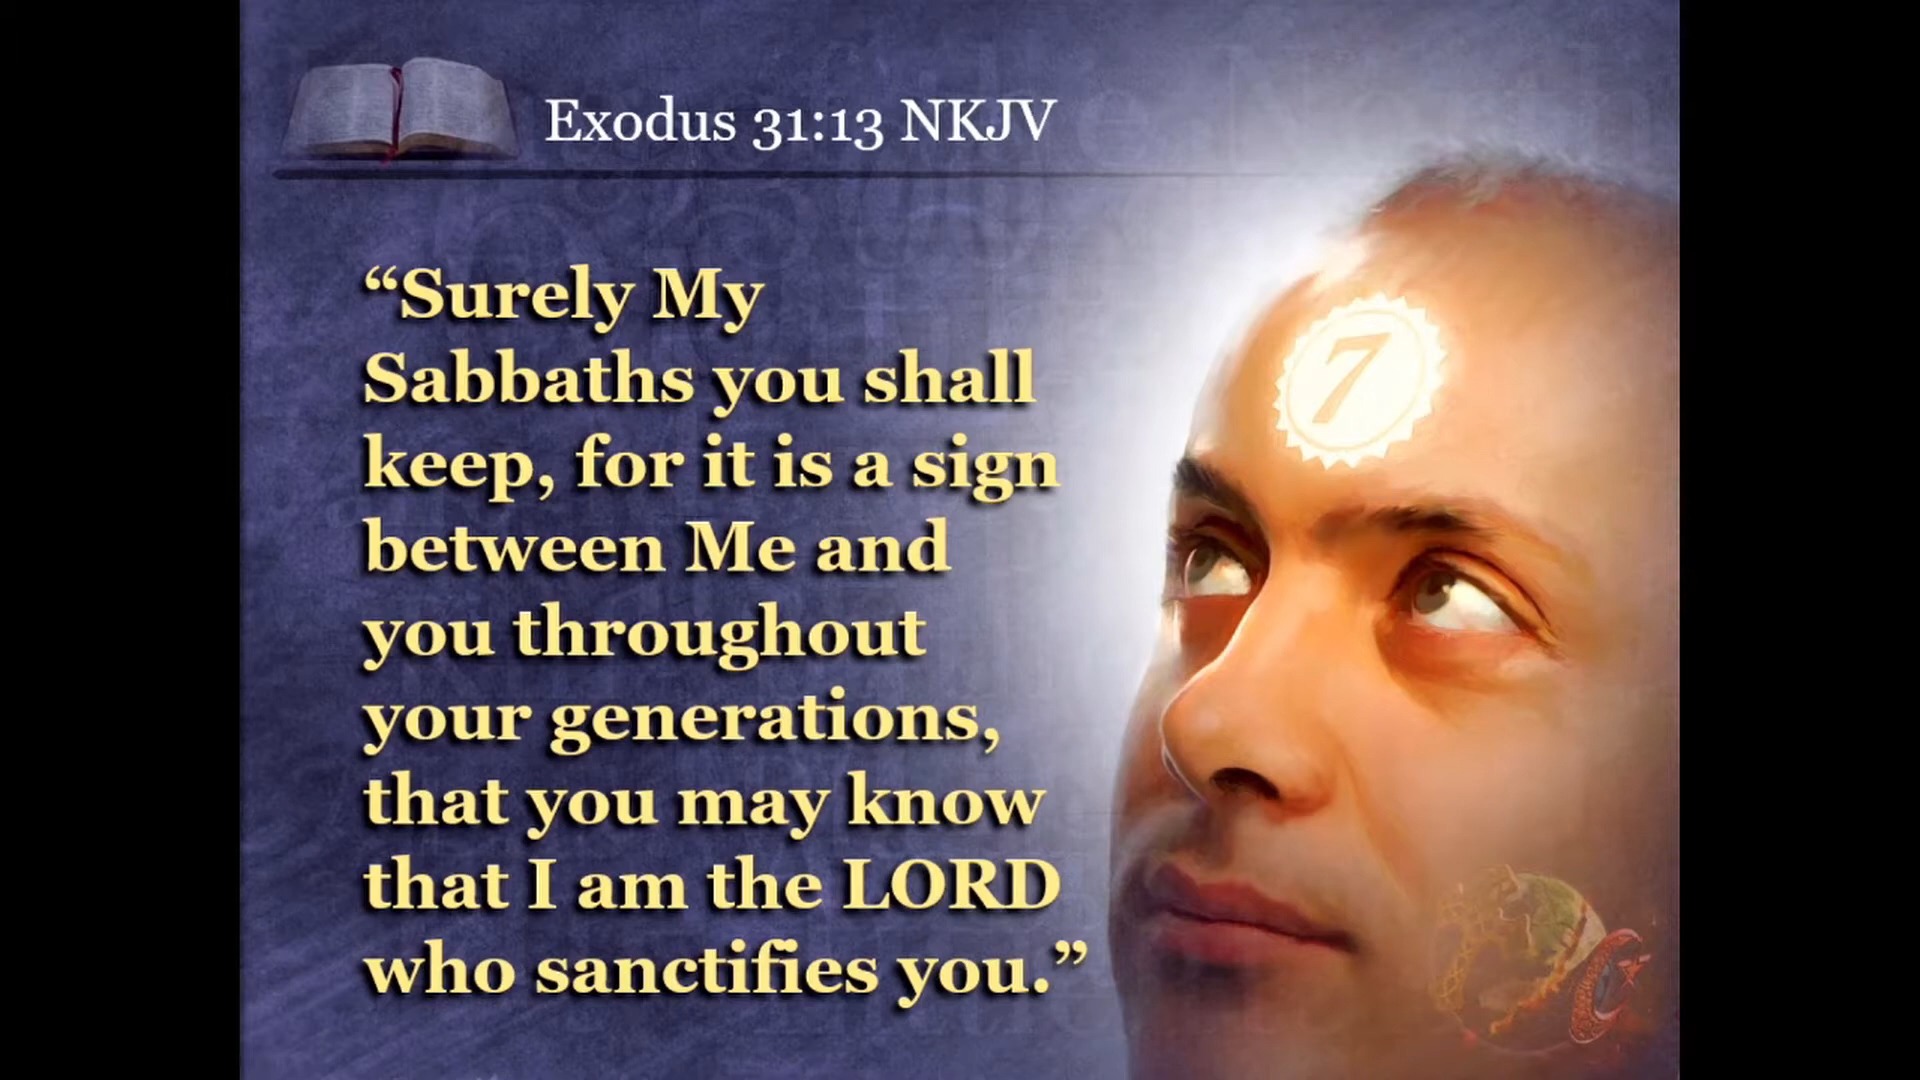 Exodus 31:13 NKJV
“Surely My
Sabbaths you shall
keep, for it is a sign
between Me and
you throughout
your generations,
that you may know
that I am the LORD
who sanctifies you.”
7